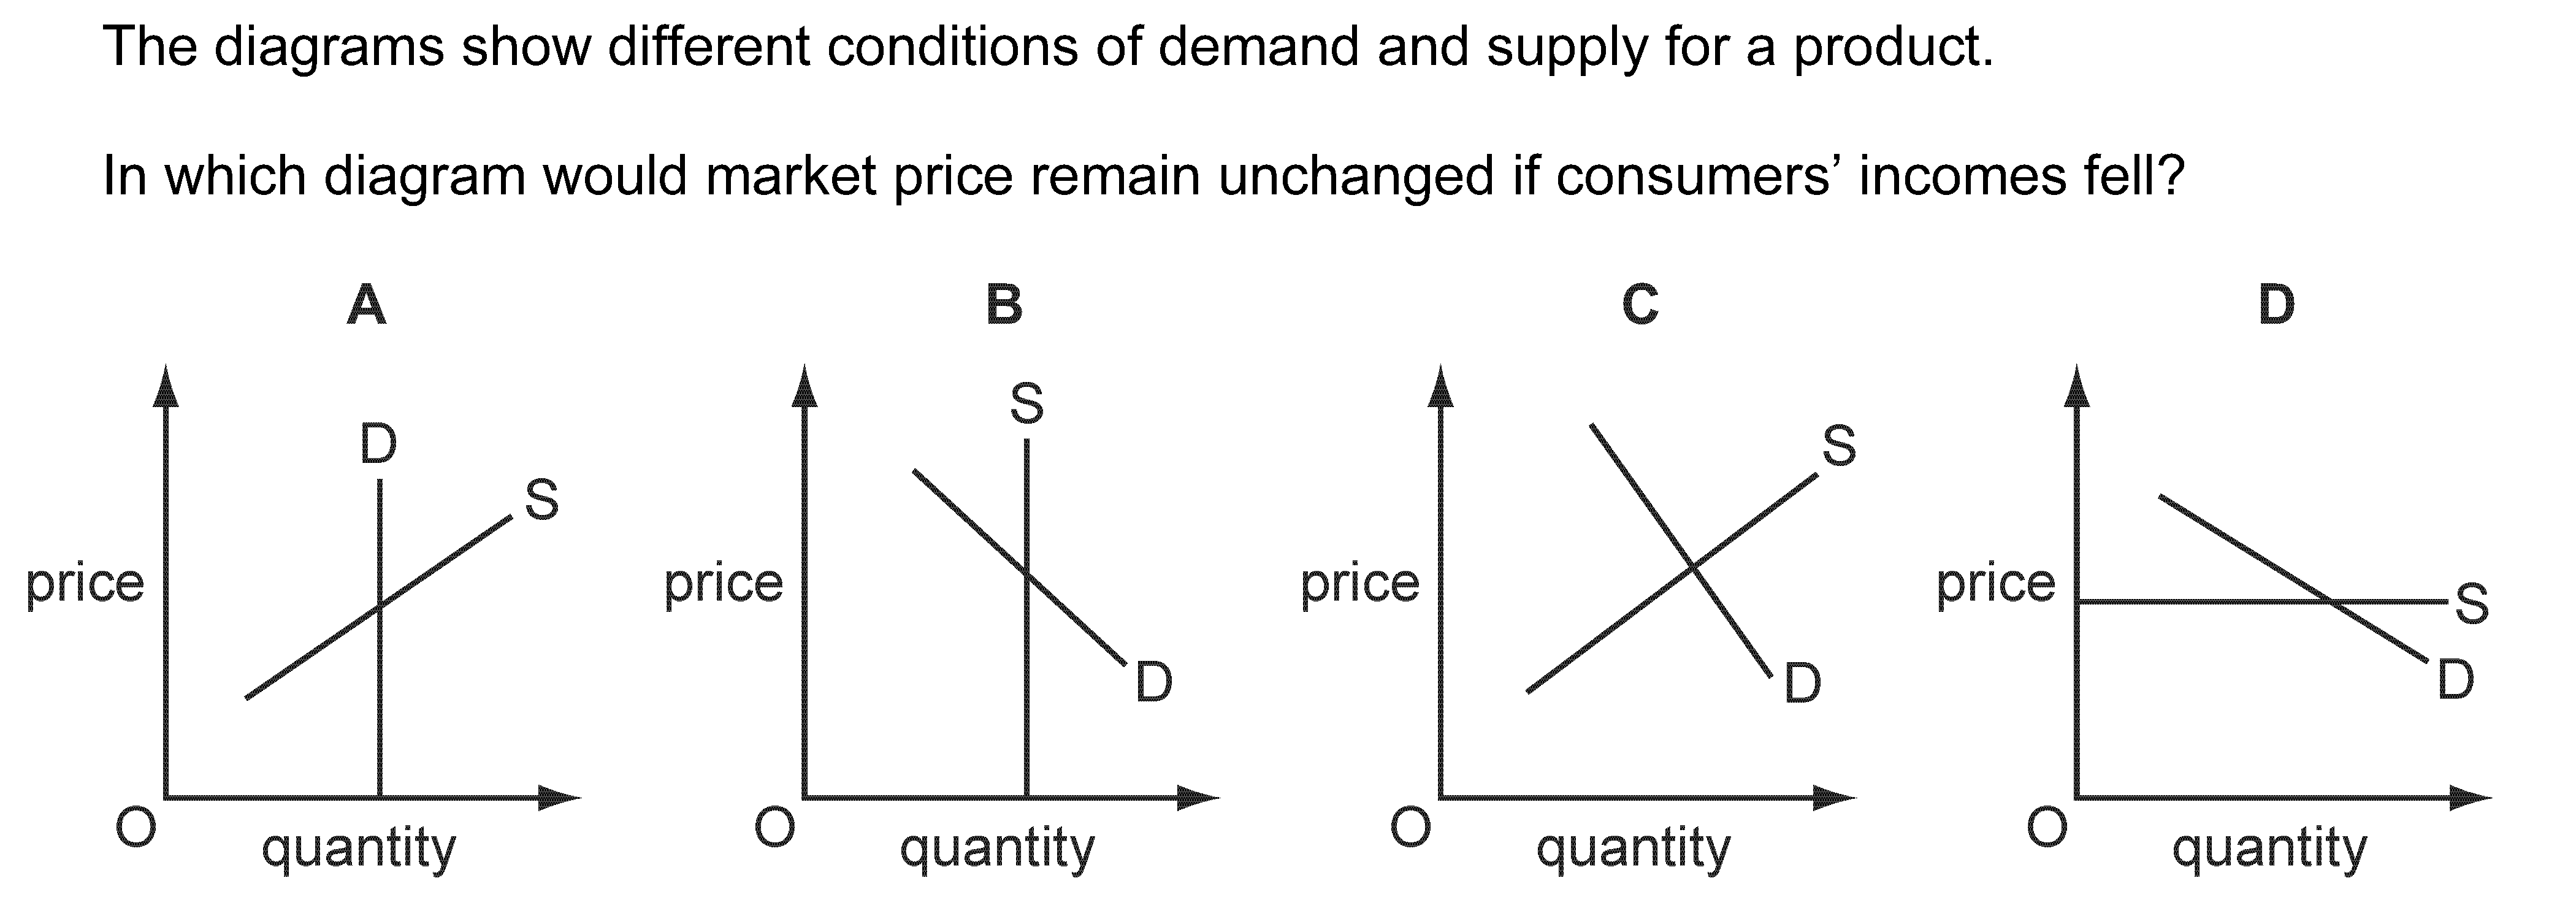 The diagrams show different conditions of demand and supply for a product.
In which diagram would market price remain unchanged if consumers’ incomes fell?
A
D
S
price
O
quantity
B
S
D
price
O
quantity
C
S
D
price
O
quantity
D
S
D
price
O
quantity